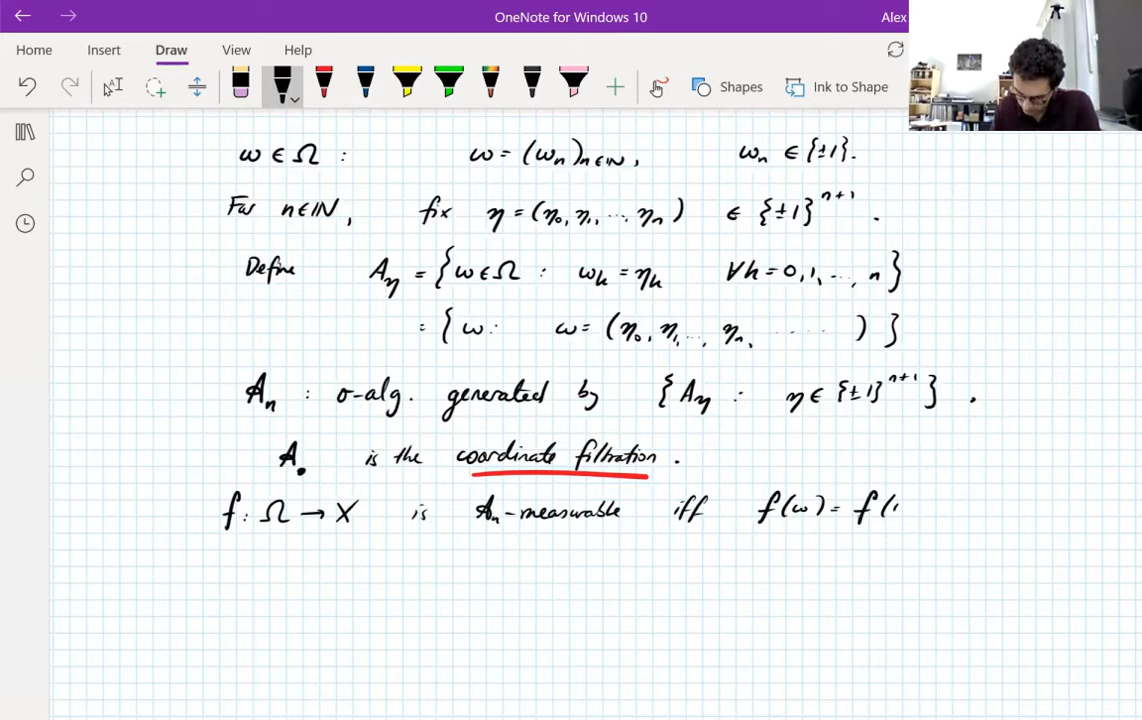 OneNote for Windows 10
Alex
Home Insert Draw View Help
Shapes Ink to Shape
ω ∈ Ω : ω = (ωₙ)ₙ∈ℕ, ωₙ ∈ {±1}.
For n∈ℕ, fix η = (η₀, η₁, ..., ηₙ) ∈ {±1}ⁿ⁺¹.
Define A_η = {ω∈Ω : ω_k = η_k ∀k = 0,1,..., n}
= {ω: ω = (η₀, η₁, ..., ηₙ, ......)}
𝒜ₙ : σ-alg. generated by {A_η : η ∈ {±1}ⁿ⁺¹}.
𝒜. is the coordinate filtration.
f: Ω → X is 𝒜ₙ-measurable iff f(ω) = f(